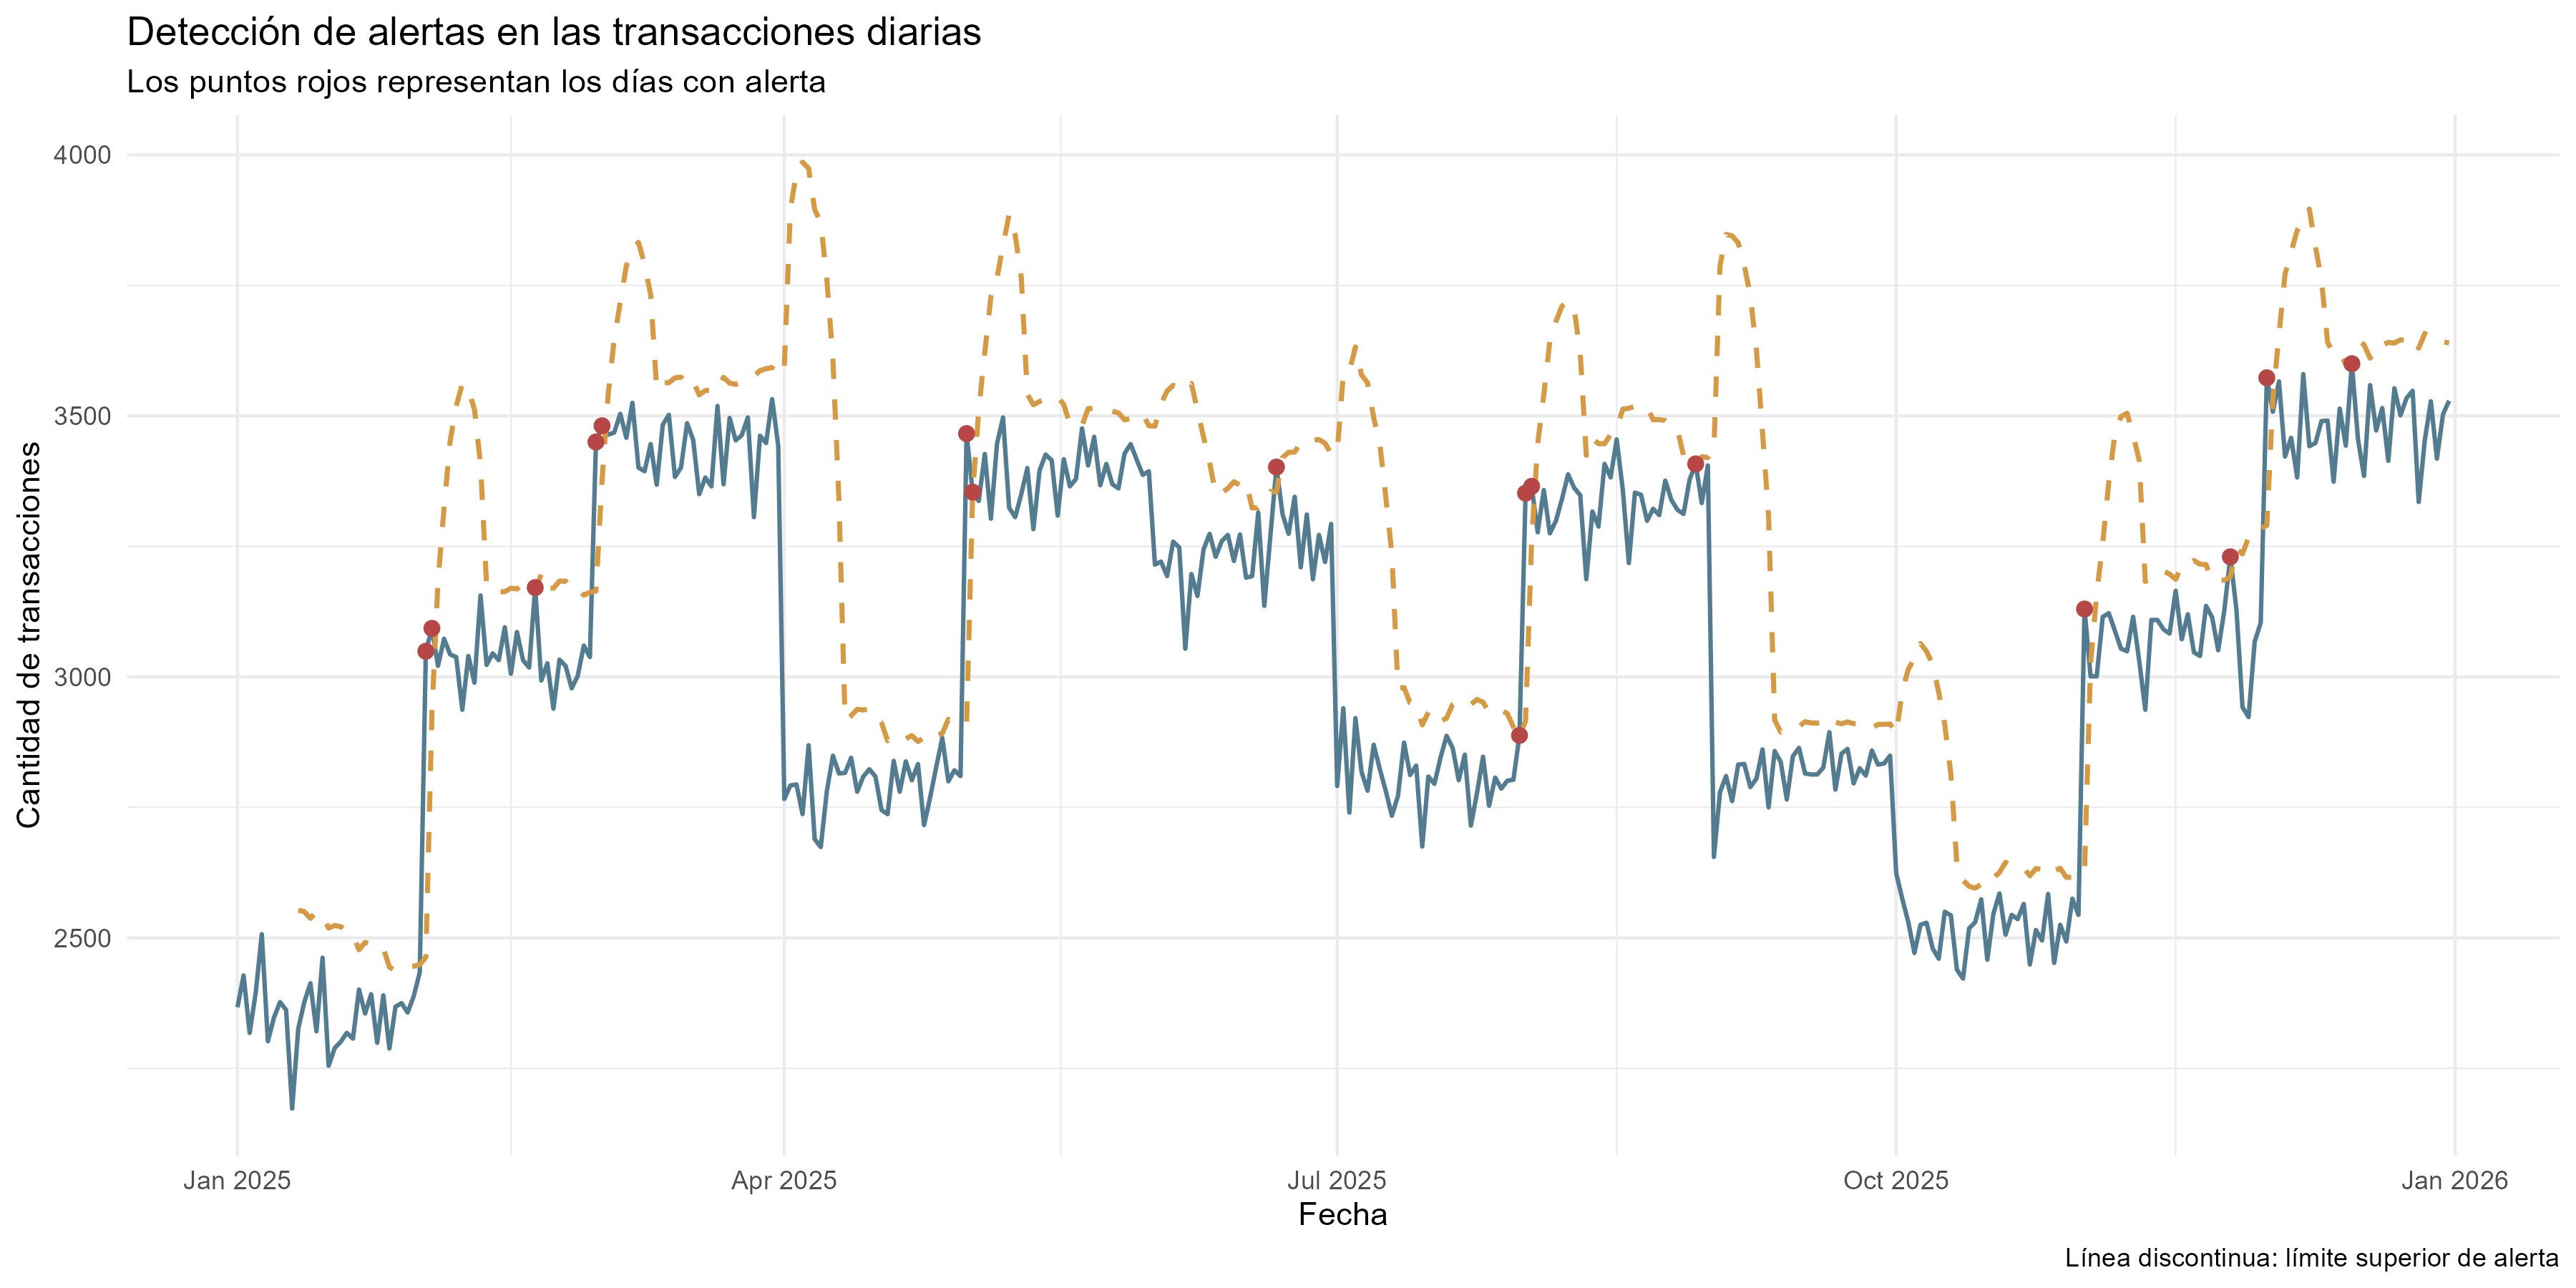 Detección de alertas en las transacciones diarias
Los puntos rojos representan los días con alerta
Cantidad de transacciones
4000
3500
3000
2500
Jan 2025
Apr 2025
Jul 2025
Oct 2025
Jan 2026
Fecha
Línea discontinua: límite superior de alerta